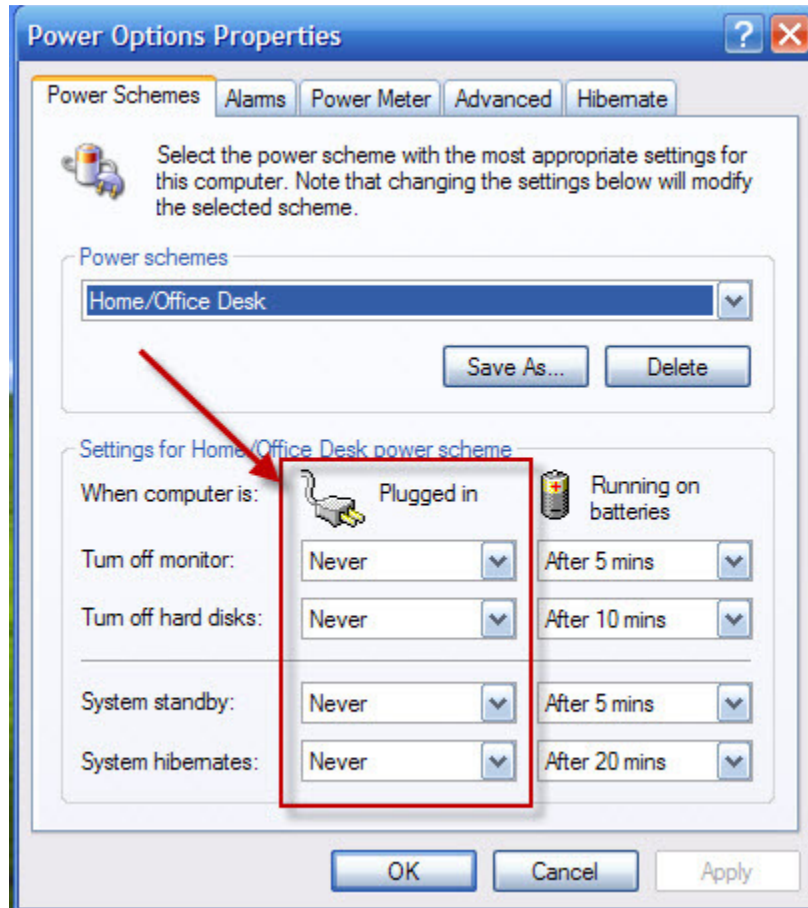 Power Options Properties
Power Schemes Alarms Power Meter Advanced Hibernate
Select the power scheme with the most appropriate settings for
this computer. Note that changing the settings below will modify
the selected scheme.
Power schemes
Home/Office Desk
Save As... Delete
Settings for Home/Office Desk power scheme
When computer is: Plugged in Running on
batteries
Turn off monitor: Never After 5 mins
Turn off hard disks: Never After 10 mins
System standby: Never After 5 mins
System hibernates: Never After 20 mins
OK Cancel Apply